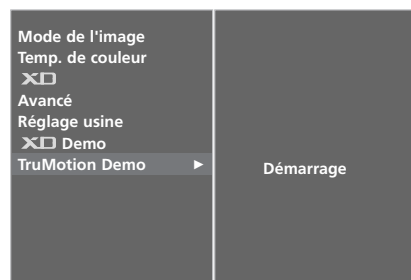 Mode de l'image
Temp. de couleur
XD
Avancé
Réglage usine
XD Demo
TruMotion Demo ►
Démarrage